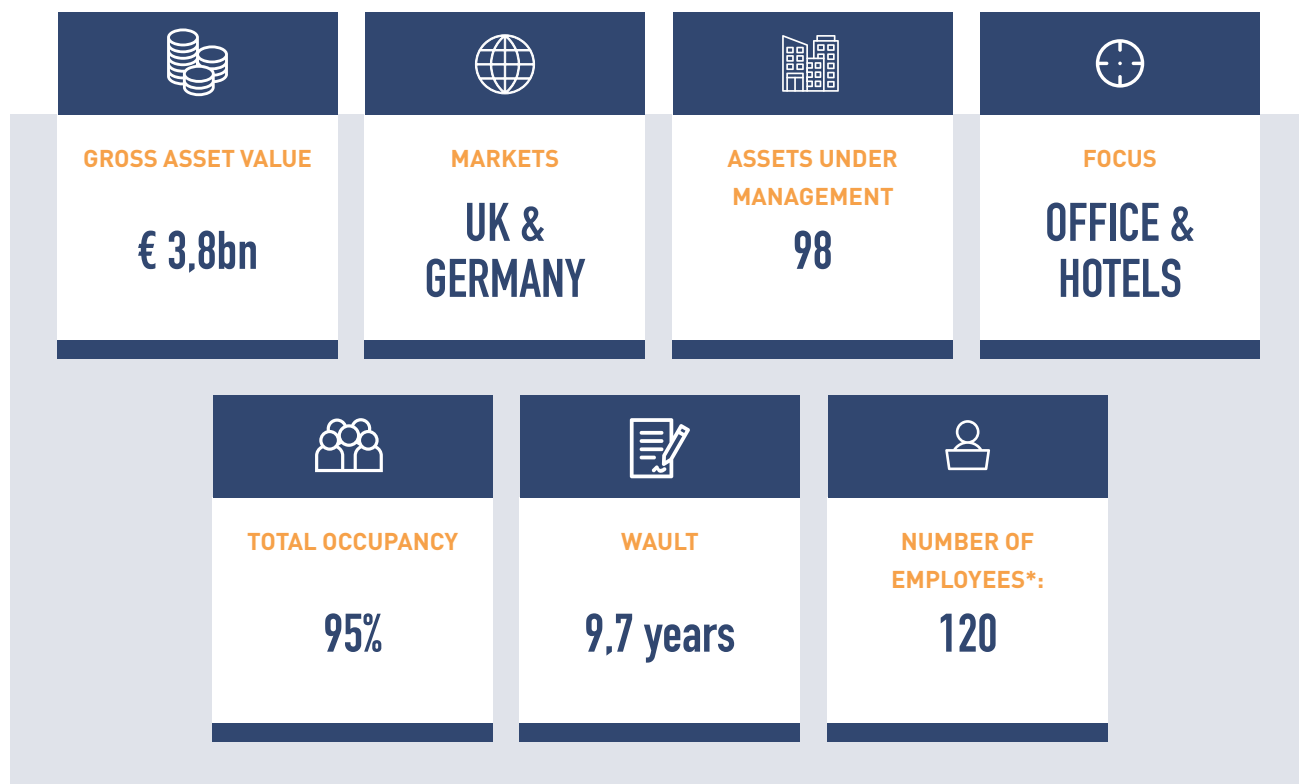 GROSS ASSET VALUE
€ 3,8bn
MARKETS
UK &
GERMANY
ASSETS UNDER
MANAGEMENT
98
FOCUS
OFFICE &
HOTELS
TOTAL OCCUPANCY
95%
WAULT
9,7 years
NUMBER OF
EMPLOYEES*:
120